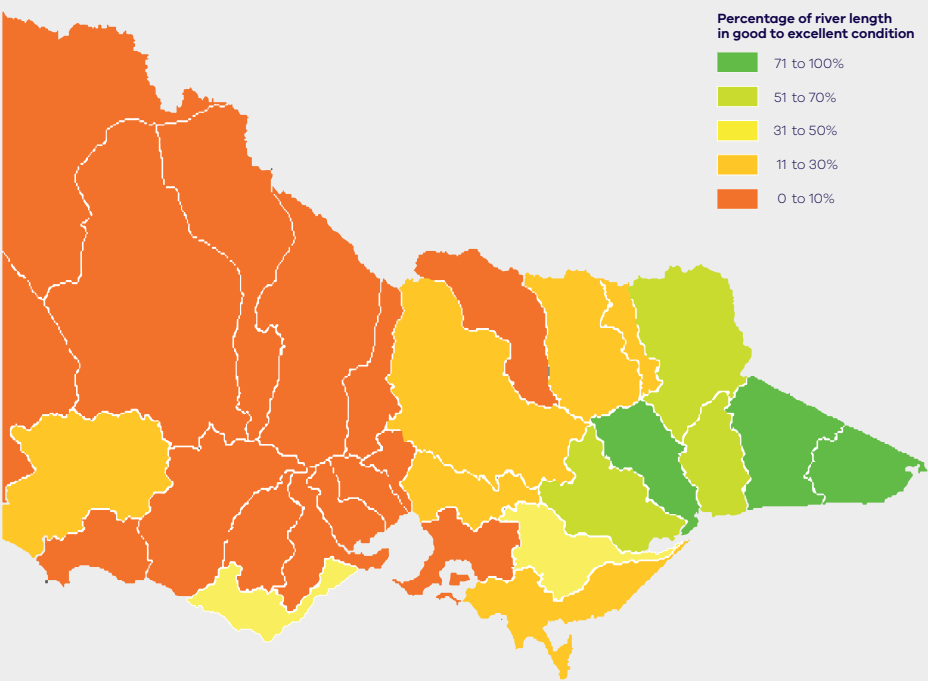 Percentage of river length
in good to excellent condition
71 to 100%
51 to 70%
31 to 50%
11 to 30%
0 to 10%